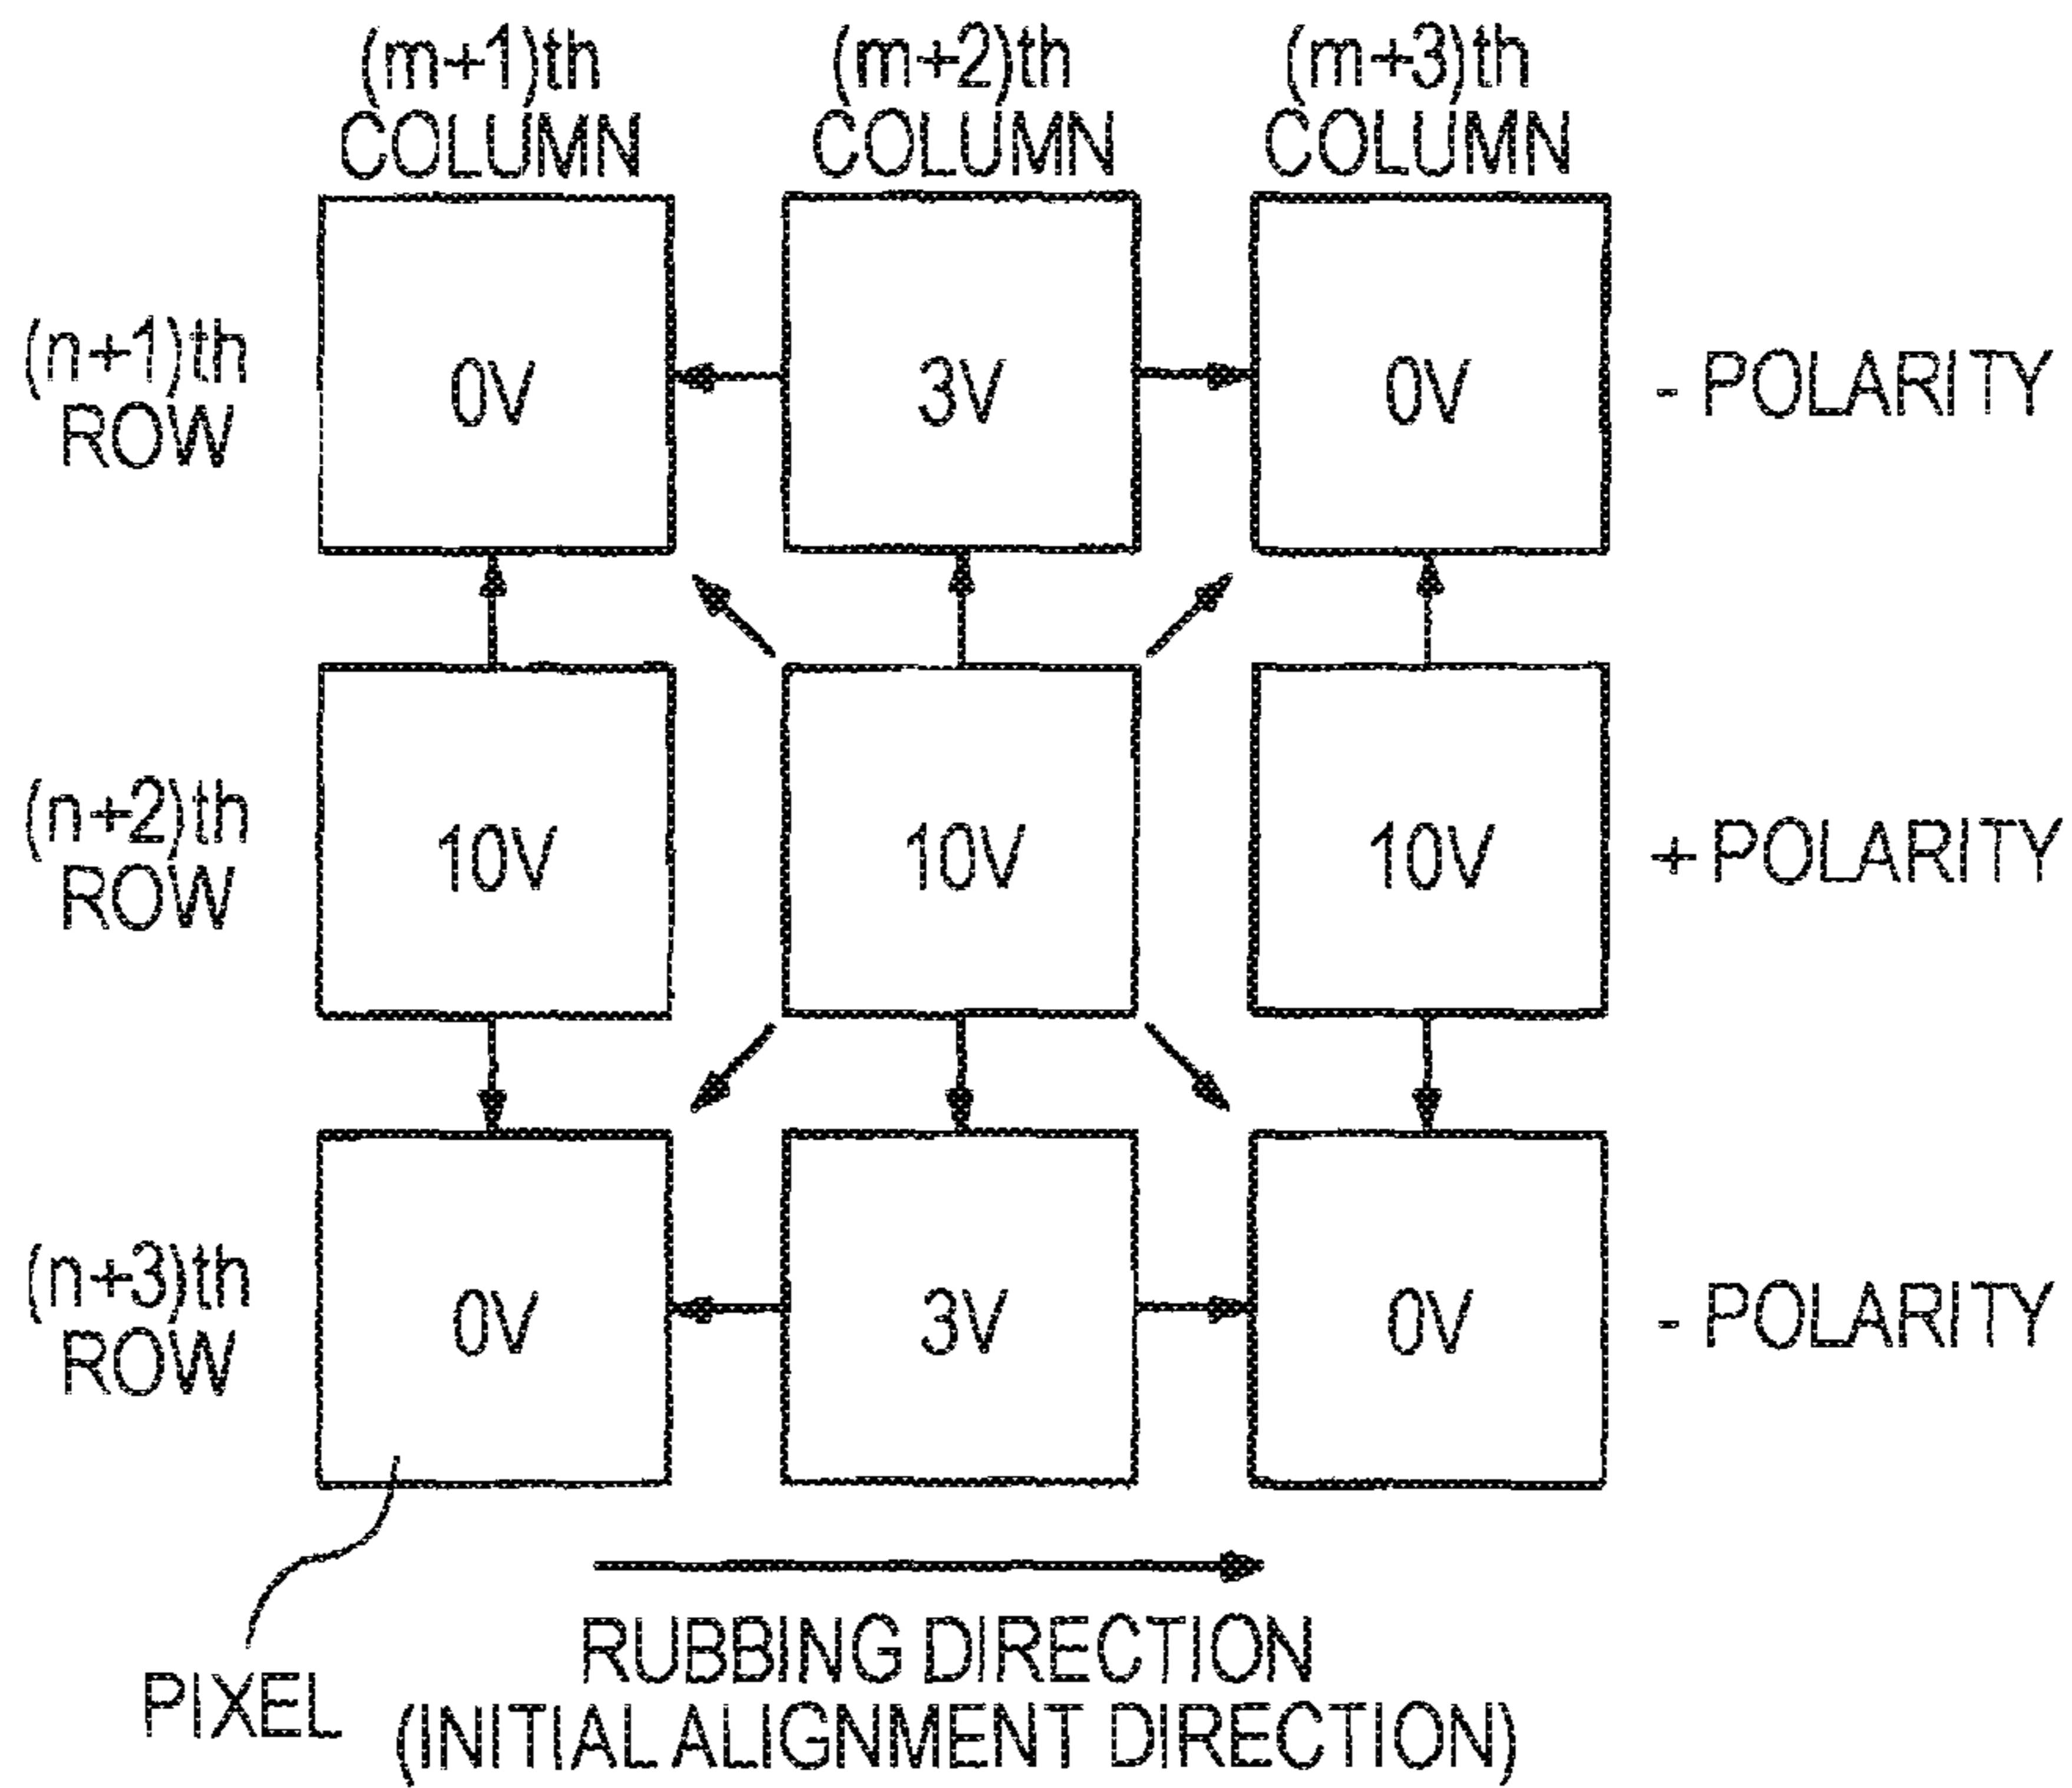 (m+1)th
COLUMN
(m+2)th
COLUMN
(m+3)th
COLUMN
(n+1)th
ROW
0V
3V
0V
- POLARITY
(n+2)th
ROW
10V
10V
10V
+ POLARITY
(n+3)th
ROW
0V
3V
0V
- POLARITY
PIXEL
RUBBING DIRECTION
(INITIAL ALIGNMENT DIRECTION)